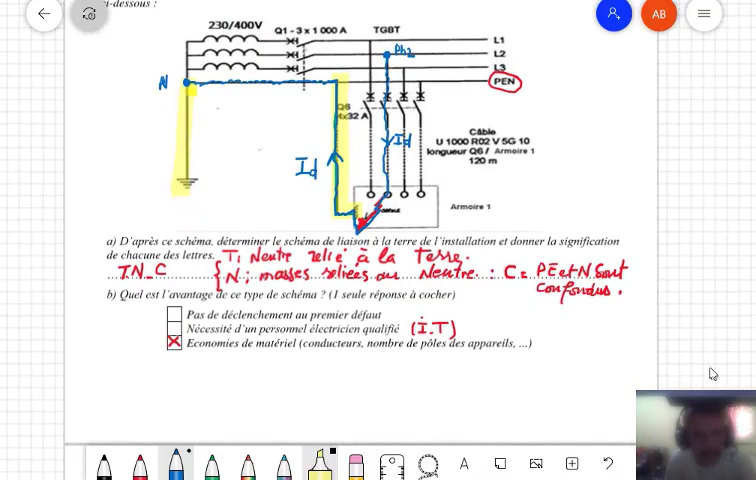 i-dessous :
AB
230/400V
Q1 - 3 x 1 000 A
TGBT
L1
L2
L3
PEN
Ph2
N
Q6
4x32 A
Id
Id
Câble
U 1000 R02 V 5G 10
longueur Q6 / Armoire 1
120 m
défaut
Armoire 1
a) D'après ce schéma, déterminer le schéma de liaison à la terre de l'installation et donner la signification
de chacune des lettres.
T : Neutre relié à la terre.
TN_C
N : masses reliées au Neutre : C = PE et N sont
confondus.
b) Quel est l'avantage de ce type de schéma ? (1 seule réponse à cocher)
Pas de déclenchement au premier défaut
Nécessité d'un personnel électricien qualifié (I.T)
X Economies de matériel (conducteurs, nombre de pôles des appareils, ...)
A